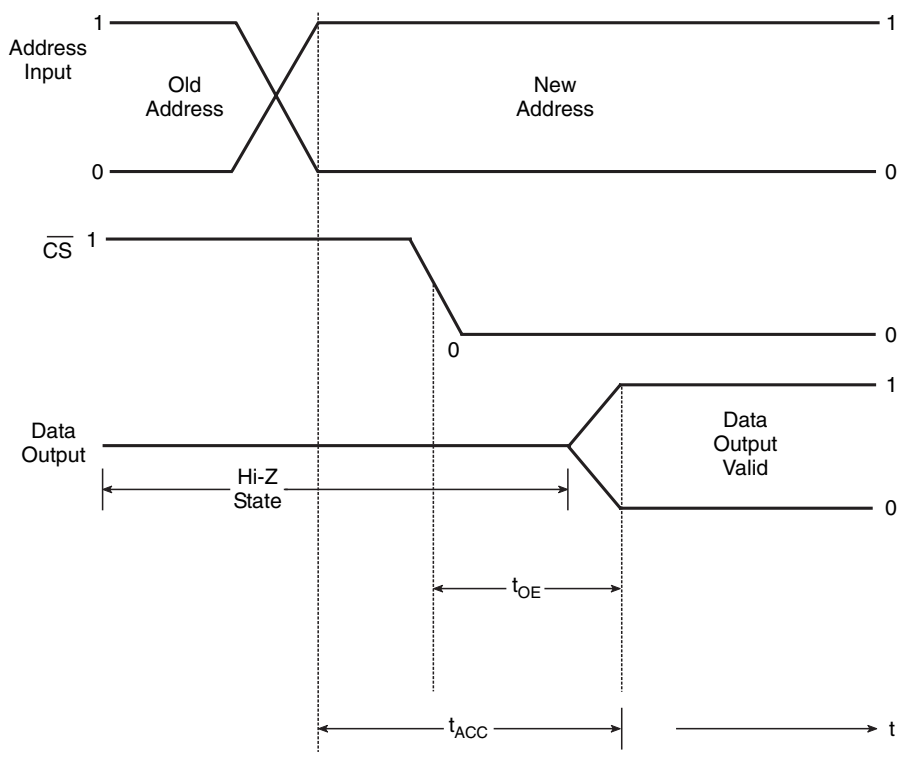 1
1
Address
Input
Old
Address
New
Address
0
0
C̅S̅ 1
0
0
1
Data
Output
Data
Output
Valid
Hi-Z
State
0
tOE
tACC
t